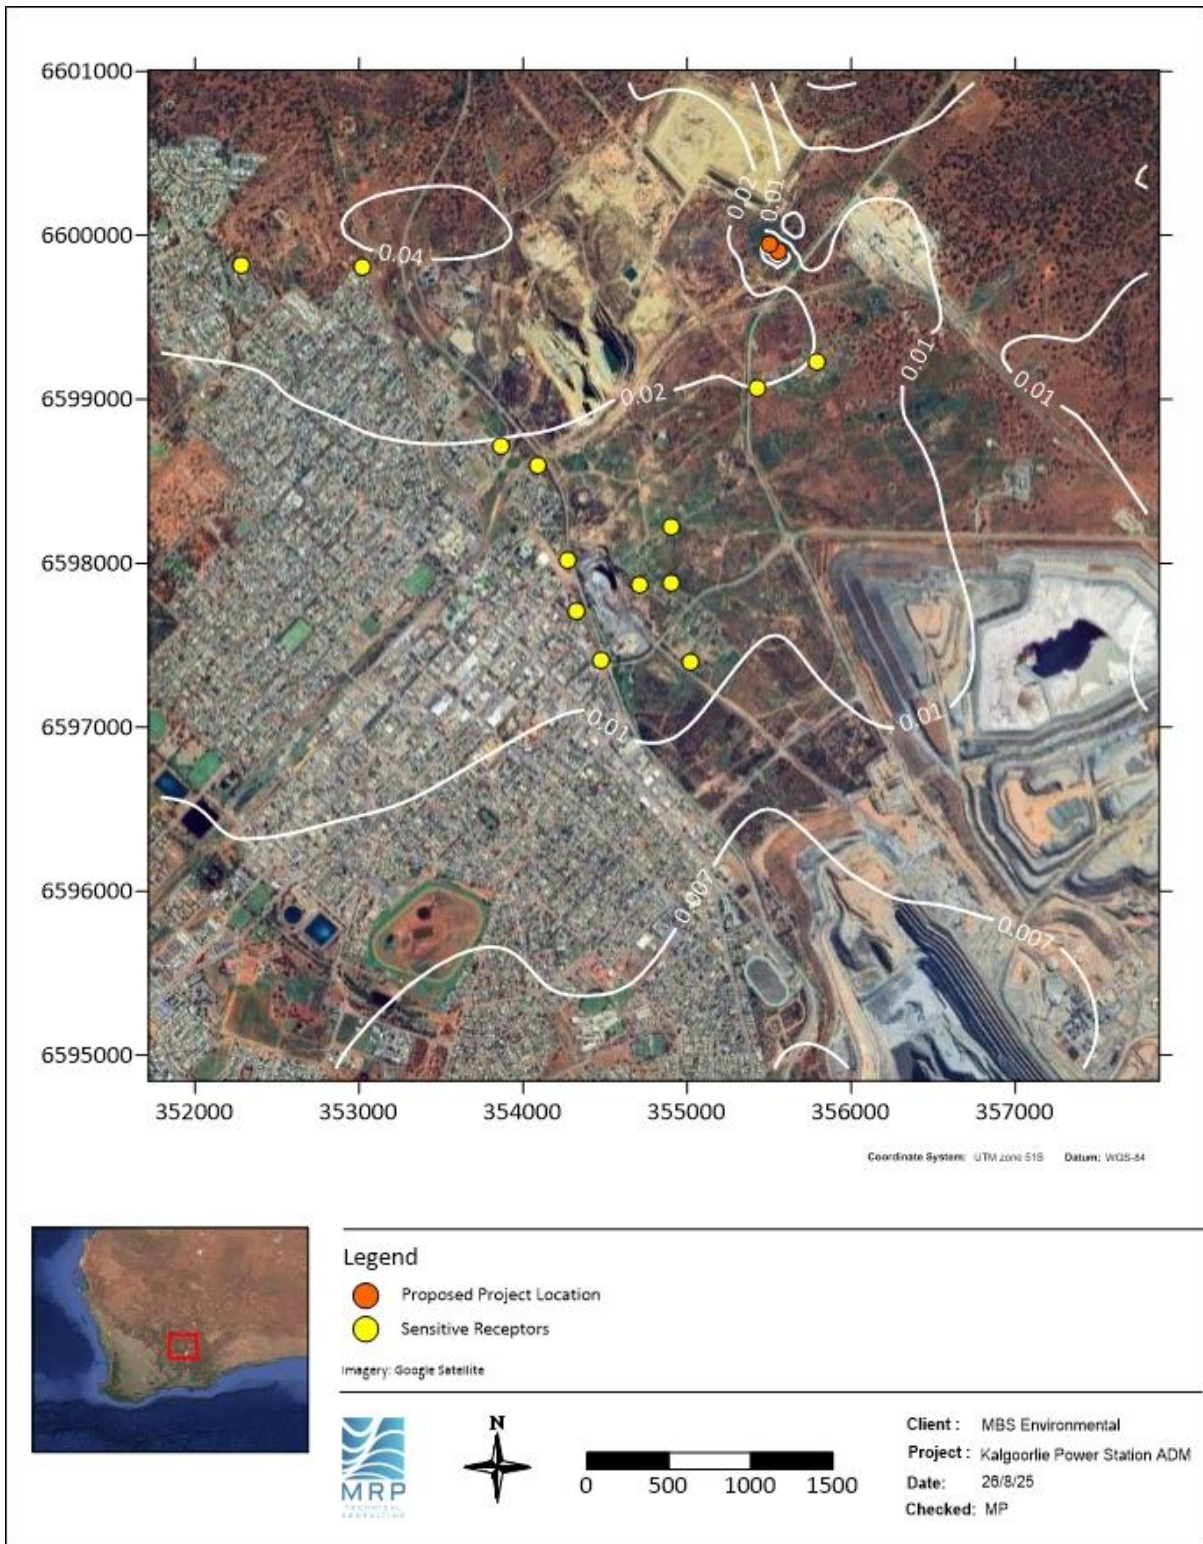 6601000
0.02
0.01
6600000
0.04
0.01
0.01
6599000
0.02
6598000
6597000
0.01
0.01
6596000
0.007
0.007
6595000
352000 353000 354000 355000 356000 357000
Coordinate System: UTM zone 51S Datum: WGS-84
Legend
Proposed Project Location
Sensitive Receptors
Imagery: Google Satellite
MRP
TECHNICAL
CONSULTING
N
0 500 1000 1500
Client : MBS Environmental
Project : Kalgoorlie Power Station ADM
Date: 26/8/25
Checked: MP